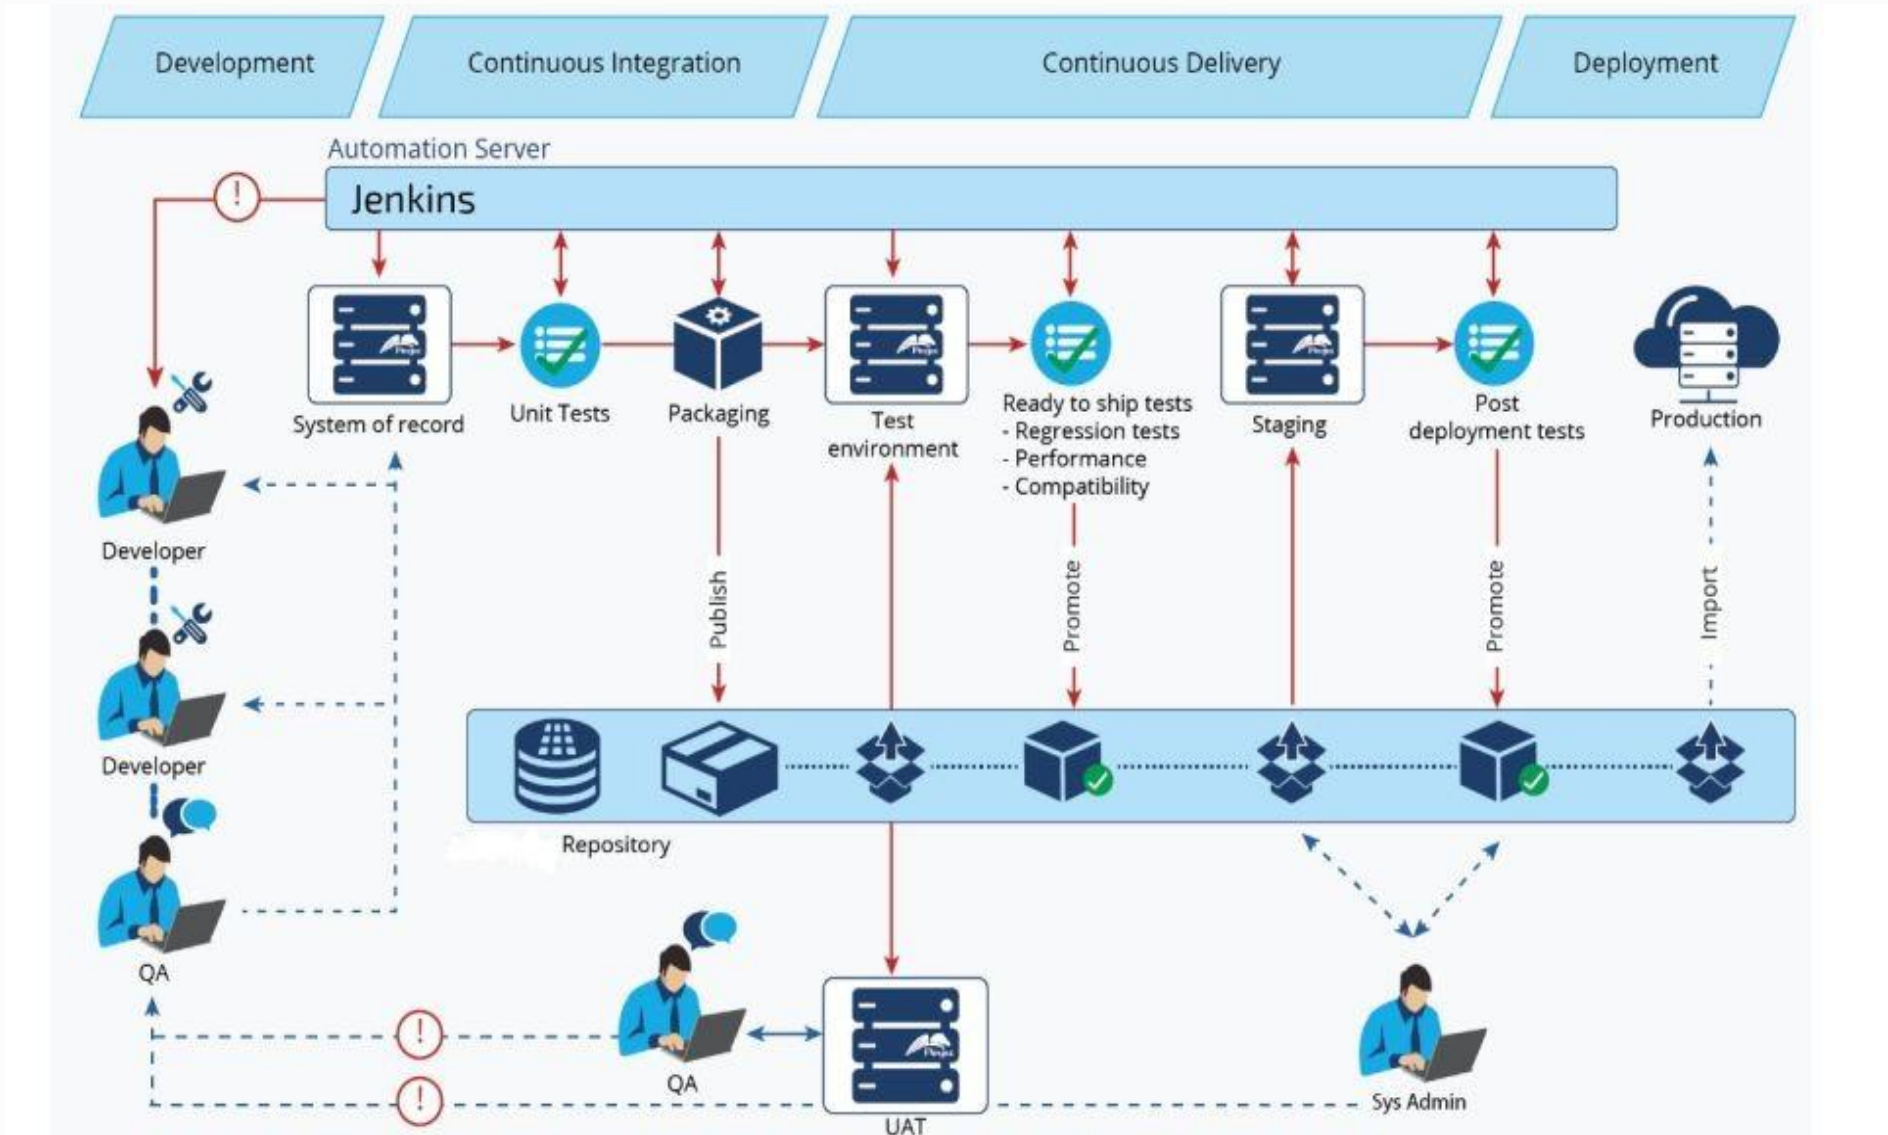 Development
Continuous Integration
Continuous Delivery
Deployment
Automation Server
Jenkins
!
System of record
Unit Tests
Packaging
Test
environment
Ready to ship tests
- Regression tests
- Performance
- Compatibility
Staging
Post
deployment tests
Production
Developer
Publish
Promote
Promote
Import
Developer
Repository
QA
!
QA
!
UAT
Sys Admin